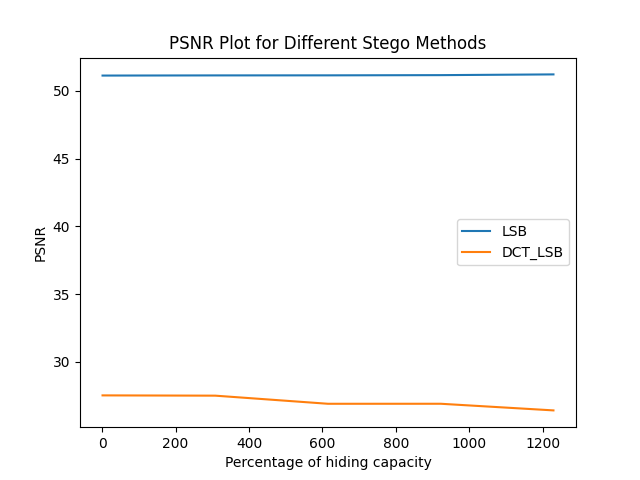 PSNR Plot for Different Stego Methods
50
45
40
35
30
PSNR
LSB
DCT_LSB
0 200 400 600 800 1000 1200
Percentage of hiding capacity